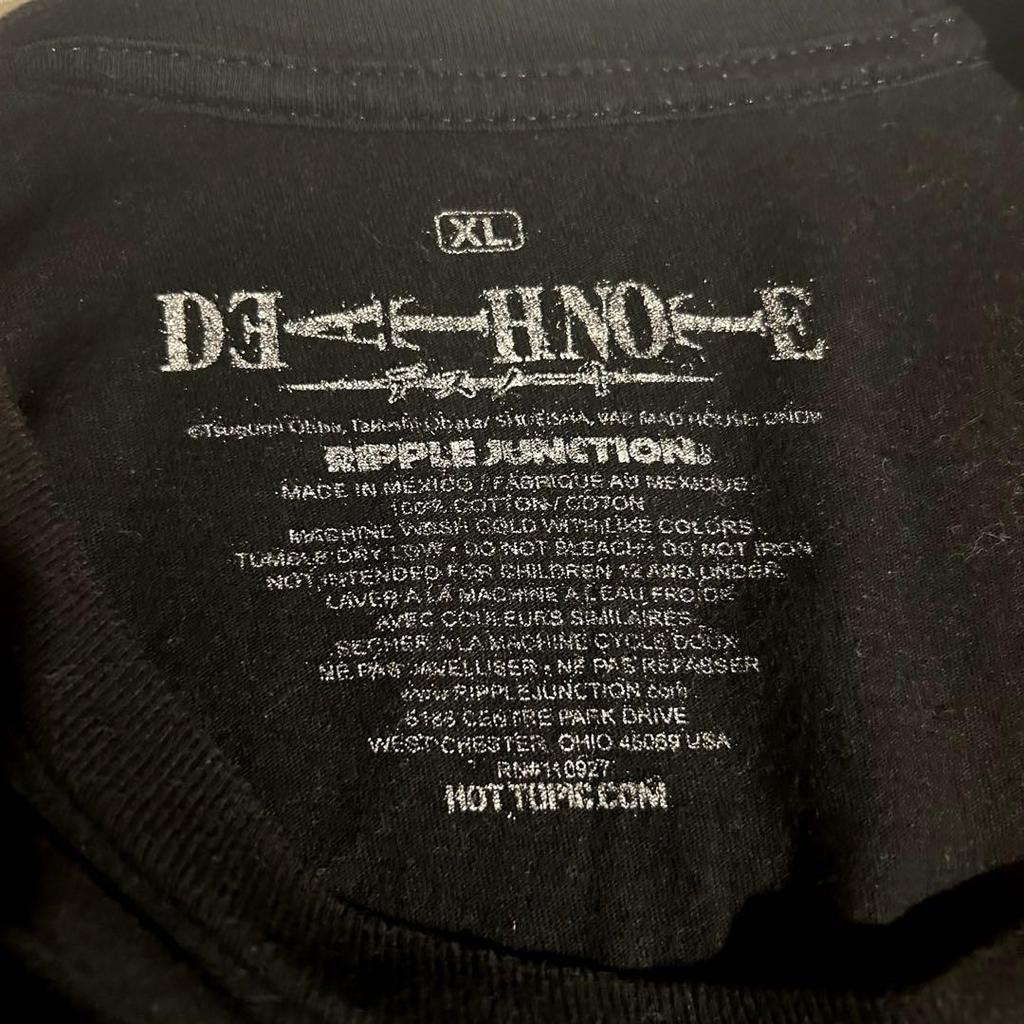 XL
DEATH NOTE
デスノート
©Tsugumi Ohba, Takeshi Obata/ SHUEISHA, VAP, MAD HOUSE,
RIPPLE JUNCTION®
MADE IN MEXICO / FABRIQUE AU MEXIQUE
100% COTTON / COTON
MACHINE WASH COLD WITH LIKE COLORS
TUMBLE DRY LOW • DO NOT BLEACH • DO NOT IRON
NOT INTENDED FOR CHILDREN 12 AND UNDER.
LAVER A LA MACHINE A L'EAU FROIDE
AVEC COULEURS SIMILAIRES
SECHER A LA MACHINE CYCLE DOUX
NE PAS JAVELLISER • NE PAS REPASSER
www.RIPPLEJUNCTION.com
CENTRE PARK DRIVE
WEST CHESTER, OHIO 45069 USA
RN#110927
HOTTOPIC.COM